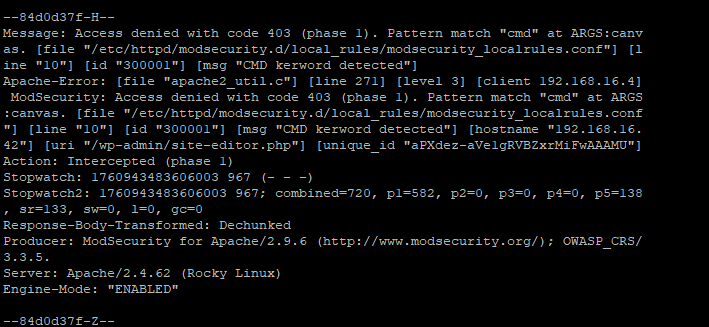 --84d0d37f-H--
Message: Access denied with code 403 (phase 1). Pattern match "cmd" at ARGS:canv
as. [file "/etc/httpd/modsecurity.d/local_rules/modsecurity_localrules.conf"] [l
ine "10"] [id "300001"] [msg "CMD kerword detected"]
Apache-Error: [file "apache2_util.c"] [line 271] [level 3] [client 192.168.16.4]
 ModSecurity: Access denied with code 403 (phase 1). Pattern match "cmd" at ARGS
:canvas. [file "/etc/httpd/modsecurity.d/local_rules/modsecurity_localrules.conf
"] [line "10"] [id "300001"] [msg "CMD kerword detected"] [hostname "192.168.16.
42"] [uri "/wp-admin/site-editor.php"] [unique_id "aPXdez-aVelgRVBZxrMiFwAAAMU"]
Action: Intercepted (phase 1)
Stopwatch: 1760943483606003 967 (- - -)
Stopwatch2: 1760943483606003 967; combined=720, p1=582, p2=0, p3=0, p4=0, p5=138
, sr=133, sw=0, l=0, gc=0
Response-Body-Transformed: Dechunked
Producer: ModSecurity for Apache/2.9.6 (http://www.modsecurity.org/); OWASP_CRS/
3.3.5.
Server: Apache/2.4.62 (Rocky Linux)
Engine-Mode: "ENABLED"
--84d0d37f-Z--